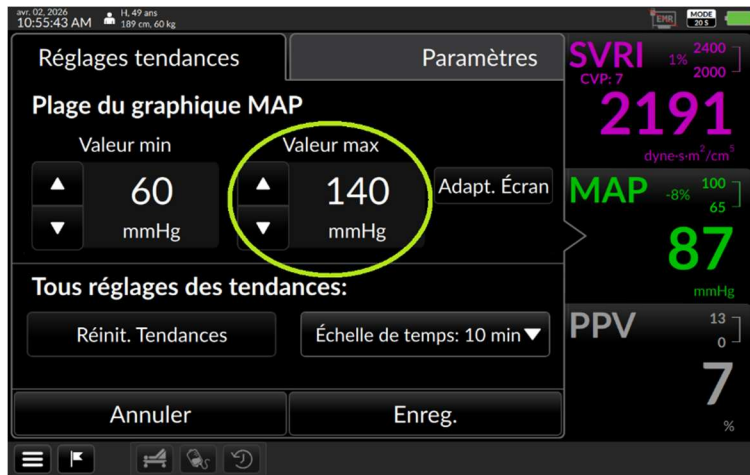 avr. 02, 2026
10:55:43 AM
H, 49 ans
189 cm, 60 kg
EMR
MODE
20 S
Réglages tendances
Paramètres
Plage du graphique MAP
Valeur min
Valeur max
60
mmHg
140
mmHg
Adapt. Écran
Tous réglages des tendances:
Réinit. Tendances
Échelle de temps: 10 min
Annuler
Enreg.
SVRI
1%
2400
2000
CVP: 7
2191
dyne·s·m²/cm⁵
MAP
-8%
100
65
87
mmHg
PPV
13
0
7
%